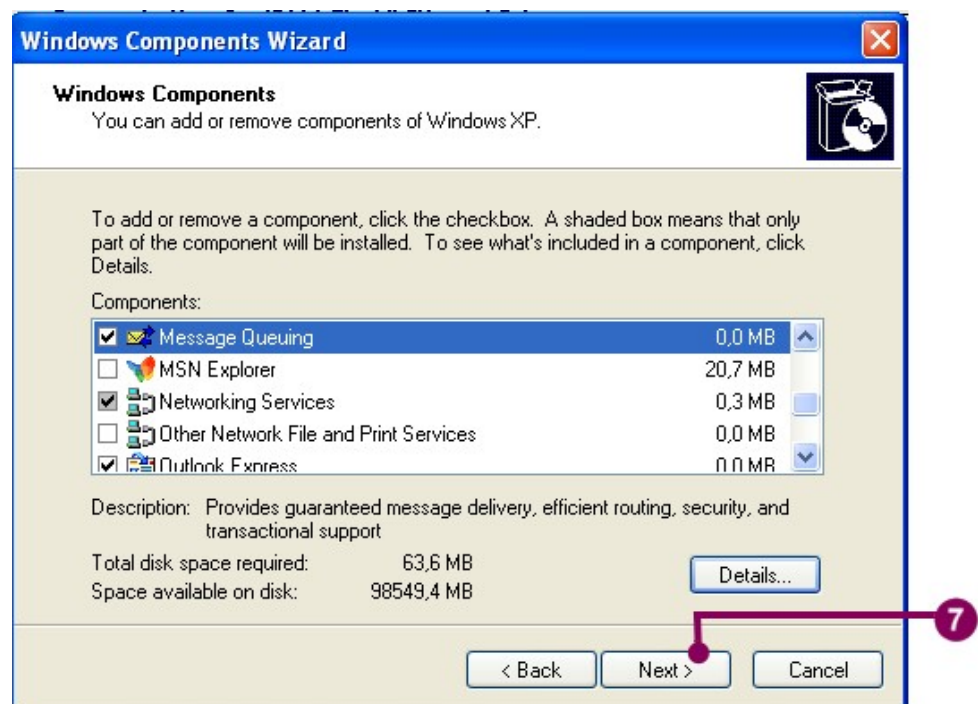 Windows Components Wizard
Windows Components
You can add or remove components of Windows XP.
To add or remove a component, click the checkbox. A shaded box means that only
part of the component will be installed. To see what's included in a component, click
Details.
Components:
Message Queuing 0,0 MB
MSN Explorer 20,7 MB
Networking Services 0,3 MB
Other Network File and Print Services 0,0 MB
Outlook Express 0,0 MB
Description: Provides guaranteed message delivery, efficient routing, security, and
transactional support
Total disk space required: 63,6 MB
Space available on disk: 98549,4 MB
Details...
7
< Back Next > Cancel